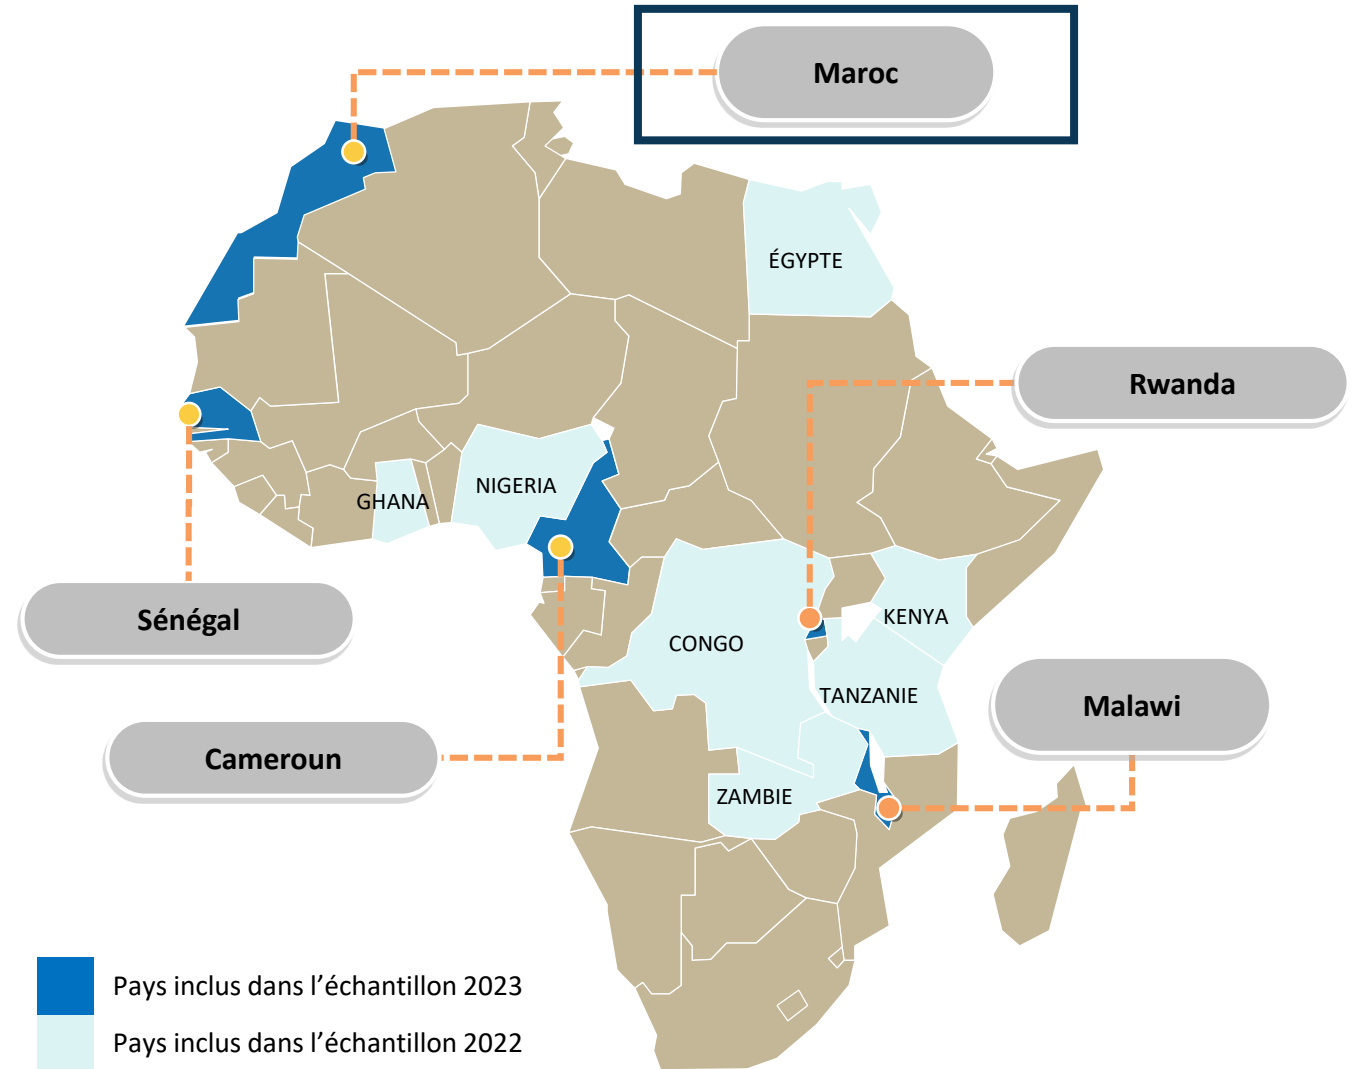 Maroc
ÉGYPTE
Rwanda
NIGERIA
GHANA
Sénégal
KENYA
CONGO
TANZANIE
Malawi
Cameroun
ZAMBIE
Pays inclus dans l’échantillon 2023
Pays inclus dans l’échantillon 2022